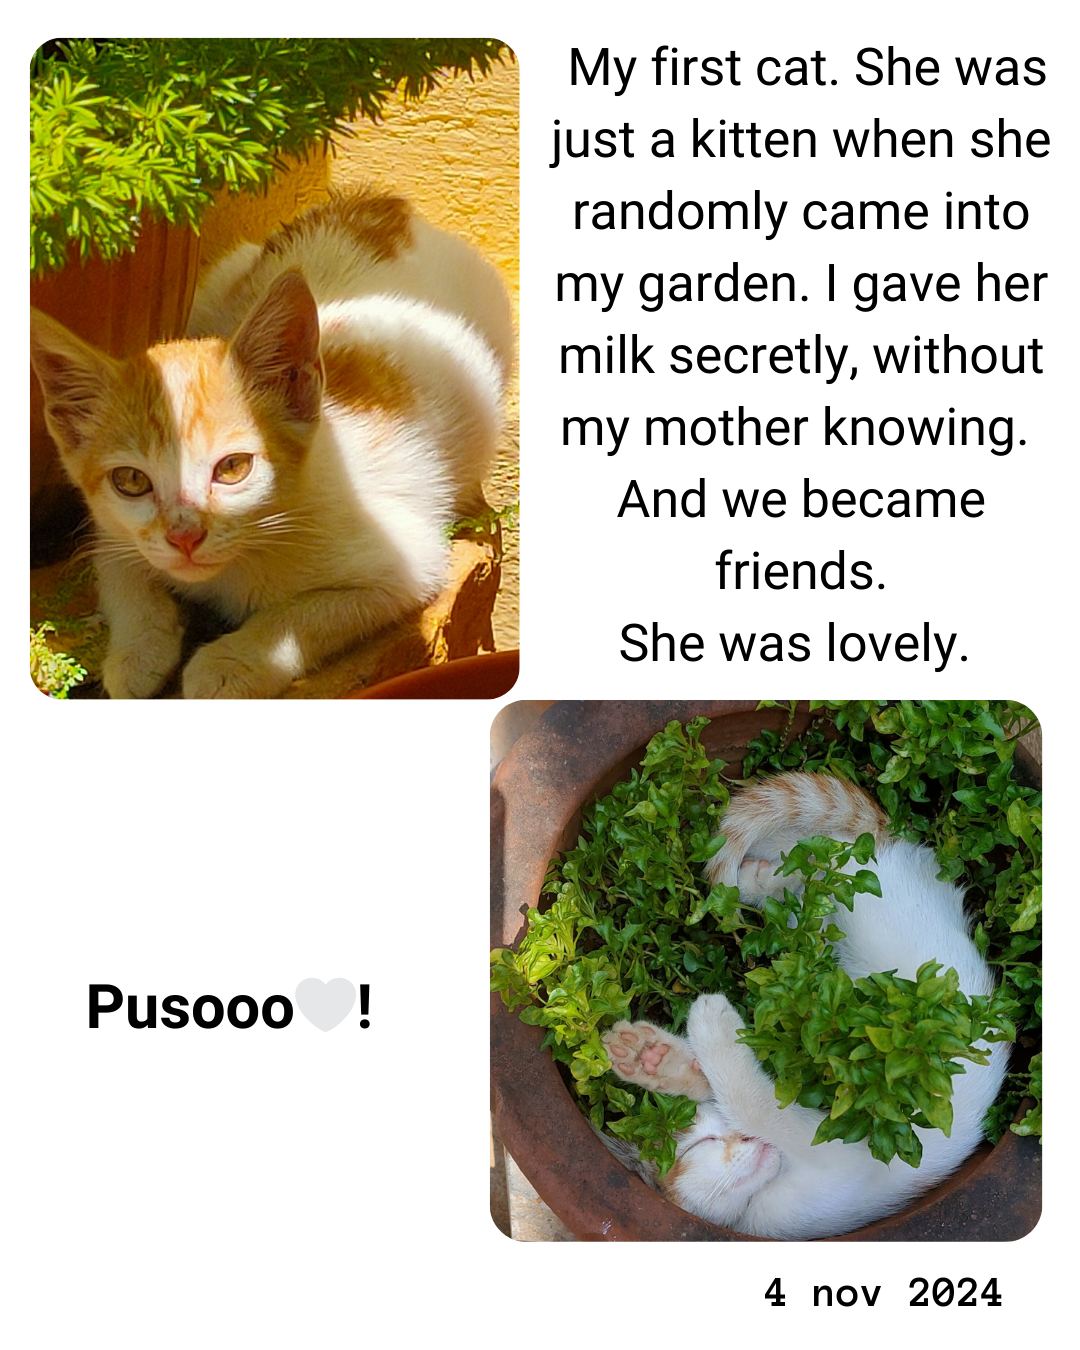 My first cat. She was
just a kitten when she
randomly came into
my garden. I gave her
milk secretly, without
my mother knowing.
And we became
friends.
She was lovely.
Pusooo🤍!
4 nov 2024